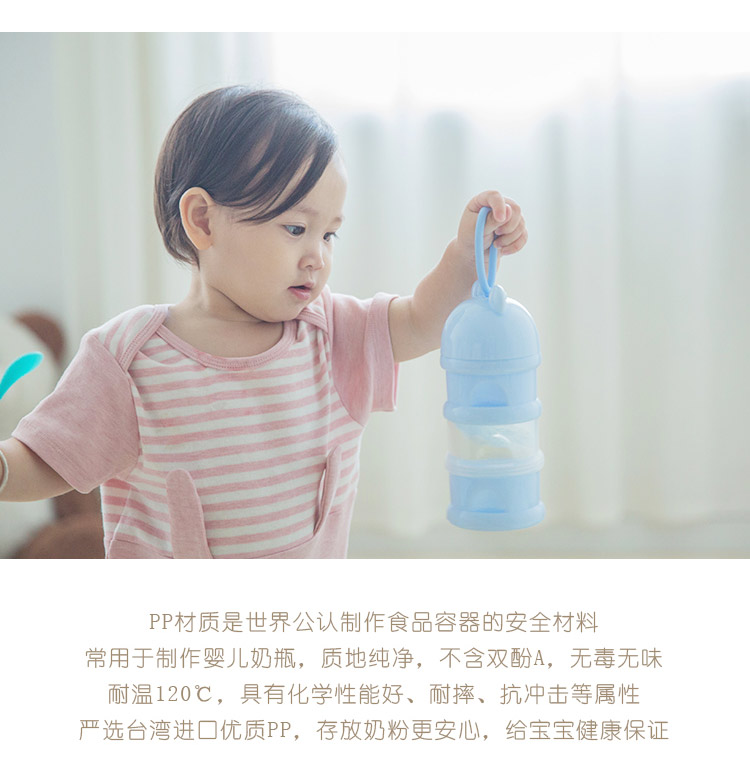 PP材质是世界公认制作食品容器的安全材料
常用于制作婴儿奶瓶，质地纯净，不含双酚A，无毒无味
耐温120℃，具有化学性能好、耐摔、抗冲击等属性
严选台湾进口优质PP，存放奶粉更安心，给宝宝健康保证